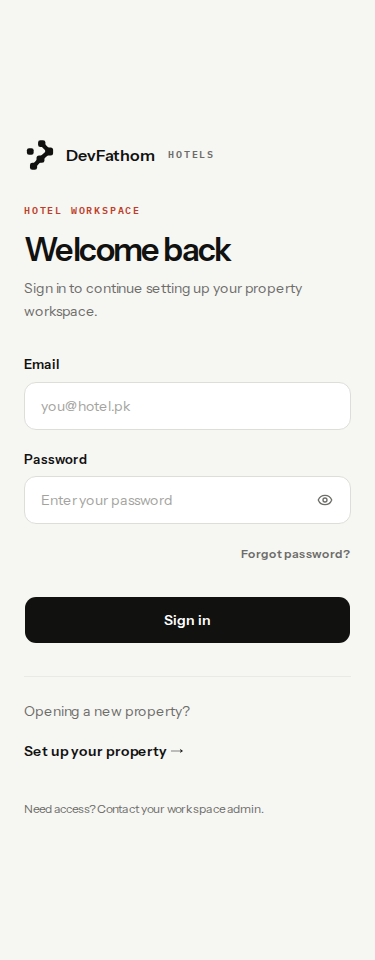 DevFathom HOTELS
HOTEL WORKSPACE
Welcome back
Sign in to continue setting up your property
workspace.
Email
you@hotel.pk
Password
Enter your password
Forgot password?
Sign in
Opening a new property?
Set up your property →
Need access? Contact your workspace admin.